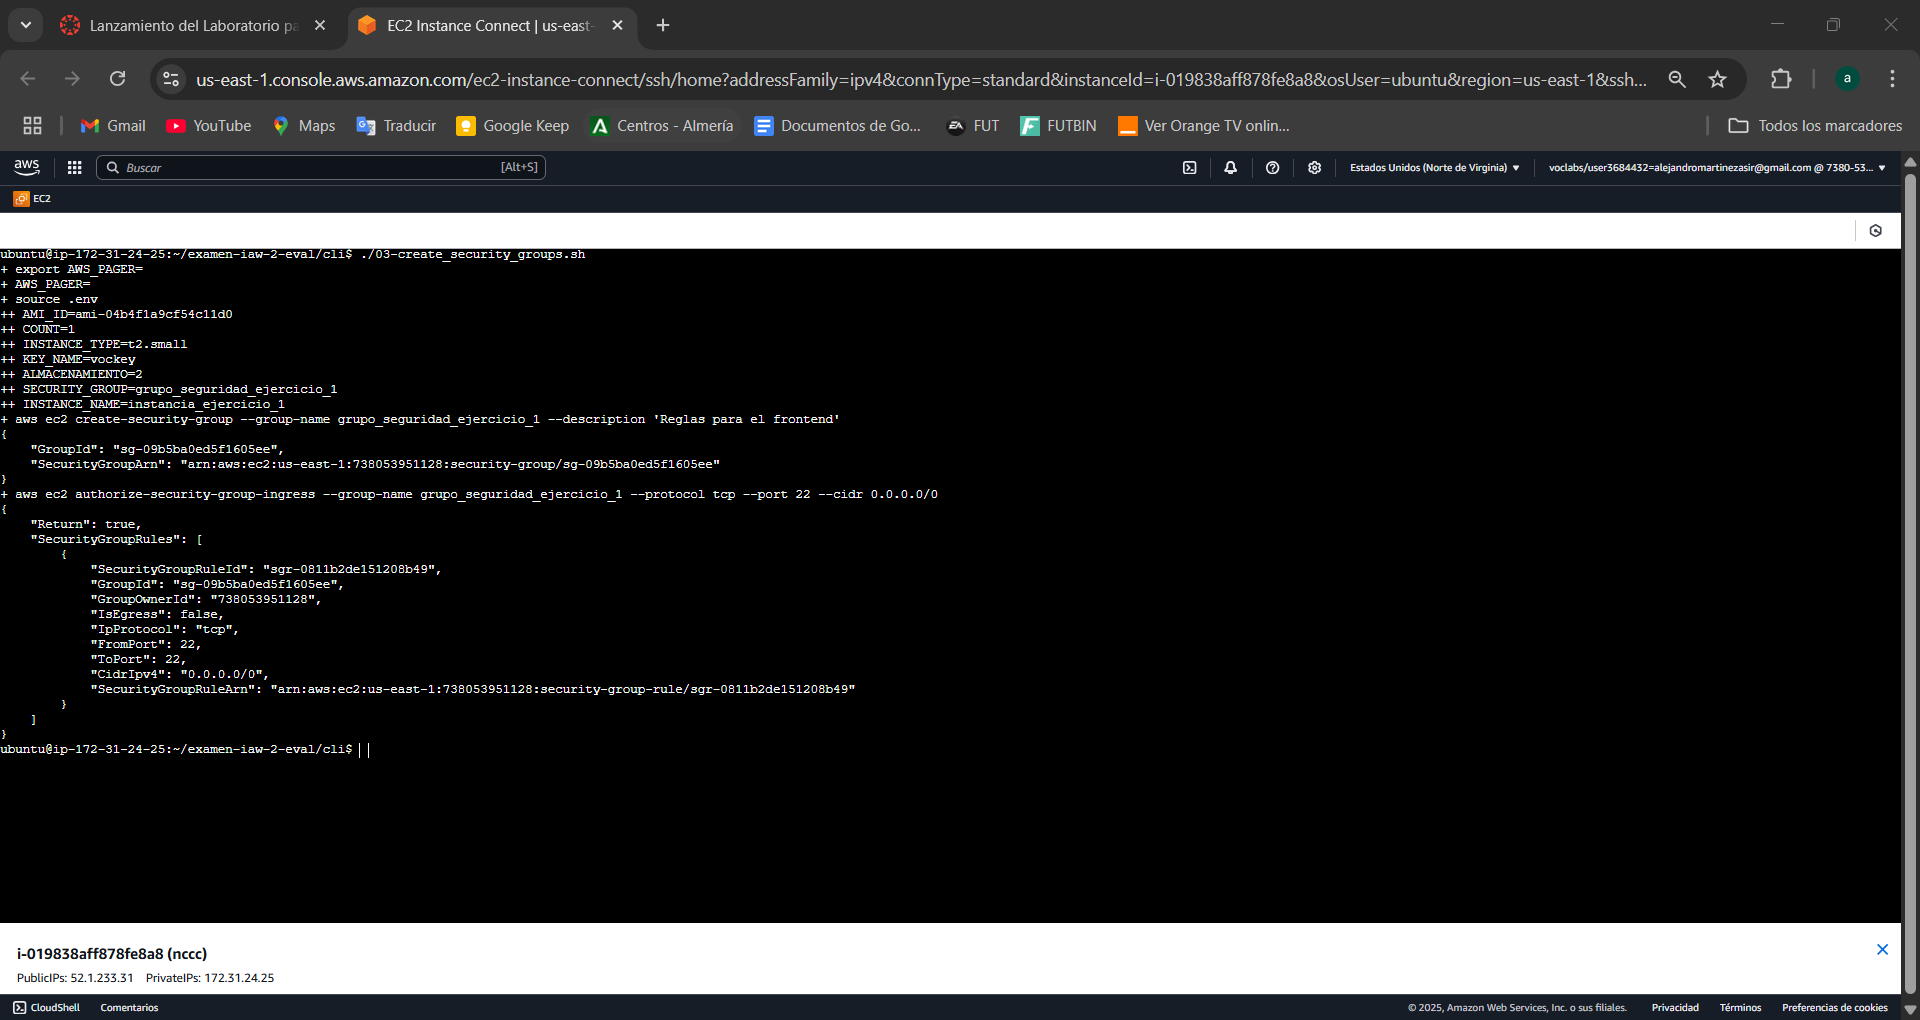 Lanzamiento del Laboratorio pa
EC2 Instance Connect | us-east-
us-east-1.console.aws.amazon.com/ec2-instance-connect/ssh/home?addressFamily=ipv4&connType=standard&instanceId=i-019838aff878fe8a8&osUser=ubuntu&region=us-east-1&ssh...
a
Gmail
YouTube
Maps
Traducir
Google Keep
Centros - Almería
Documentos de Go...
FUT
FUTBIN
Ver Orange TV onlin...
Todos los marcadores
aws
Buscar
[Alt+S]
Estados Unidos (Norte de Virginia)
voclabs/user3684432=alejandromartinezasir@gmail.com @ 7380-53...
EC2
ubuntu@ip-172-31-24-25:~/examen-iaw-2-eval/cli$ ./03-create_security_groups.sh
+ export AWS_PAGER=
+ AWS_PAGER=
+ source .env
++ AMI_ID=ami-04b4f1a9cf54c11d0
++ COUNT=1
++ INSTANCE_TYPE=t2.small
++ KEY_NAME=vockey
++ ALMACENAMIENTO=2
++ SECURITY_GROUP=grupo_seguridad_ejercicio_1
++ INSTANCE_NAME=instancia_ejercicio_1
+ aws ec2 create-security-group --group-name grupo_seguridad_ejercicio_1 --description 'Reglas para el frontend'
{
    "GroupId": "sg-09b5ba0ed5f1605ee",
    "SecurityGroupArn": "arn:aws:ec2:us-east-1:738053951128:security-group/sg-09b5ba0ed5f1605ee"
}
+ aws ec2 authorize-security-group-ingress --group-name grupo_seguridad_ejercicio_1 --protocol tcp --port 22 --cidr 0.0.0.0/0
{
    "Return": true,
    "SecurityGroupRules": [
        {
            "SecurityGroupRuleId": "sgr-0811b2de151208b49",
            "GroupId": "sg-09b5ba0ed5f1605ee",
            "GroupOwnerId": "738053951128",
            "IsEgress": false,
            "IpProtocol": "tcp",
            "FromPort": 22,
            "ToPort": 22,
            "CidrIpv4": "0.0.0.0/0",
            "SecurityGroupRuleArn": "arn:aws:ec2:us-east-1:738053951128:security-group-rule/sgr-0811b2de151208b49"
        }
    ]
}
ubuntu@ip-172-31-24-25:~/examen-iaw-2-eval/cli$
i-019838aff878fe8a8 (nccc)
PublicIPs: 52.1.233.31 PrivateIPs: 172.31.24.25
CloudShell
Comentarios
© 2025, Amazon Web Services, Inc. o sus filiales.
Privacidad
Términos
Preferencias de cookies